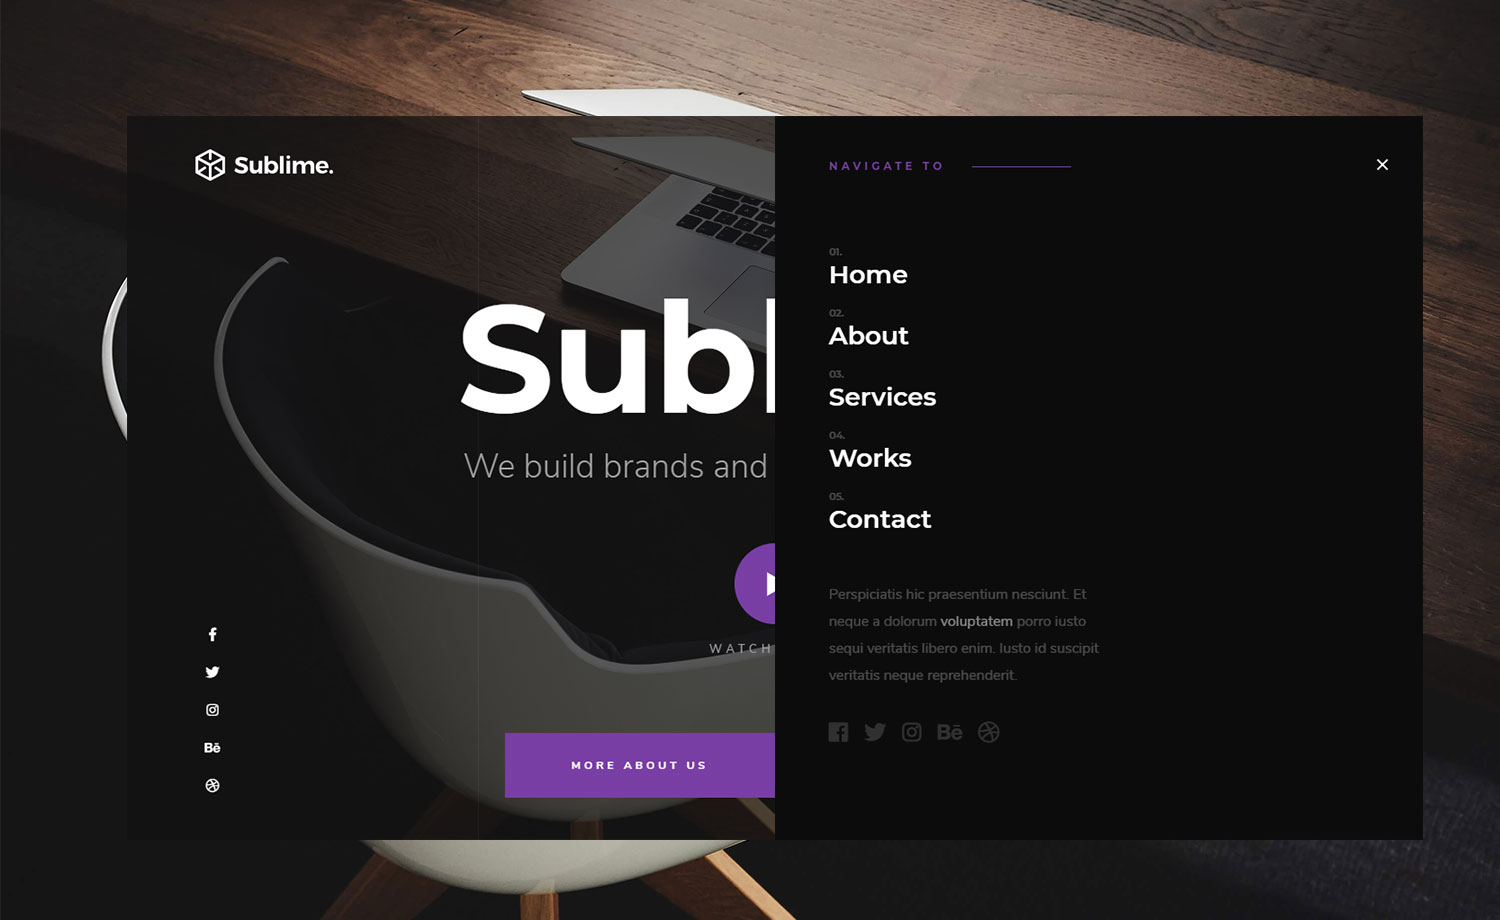 Sublime.
Subl
We build brands and
WATCH
MORE ABOUT US
Bē
NAVIGATE TO
01.
Home
02.
About
03.
Services
04.
Works
05.
Contact
Perspiciatis hic praesentium nesciunt. Et
neque a dolorum voluptatem porro iusto
sequi veritatis libero enim. Iusto id suscipit
veritatis neque reprehenderit.
Bē